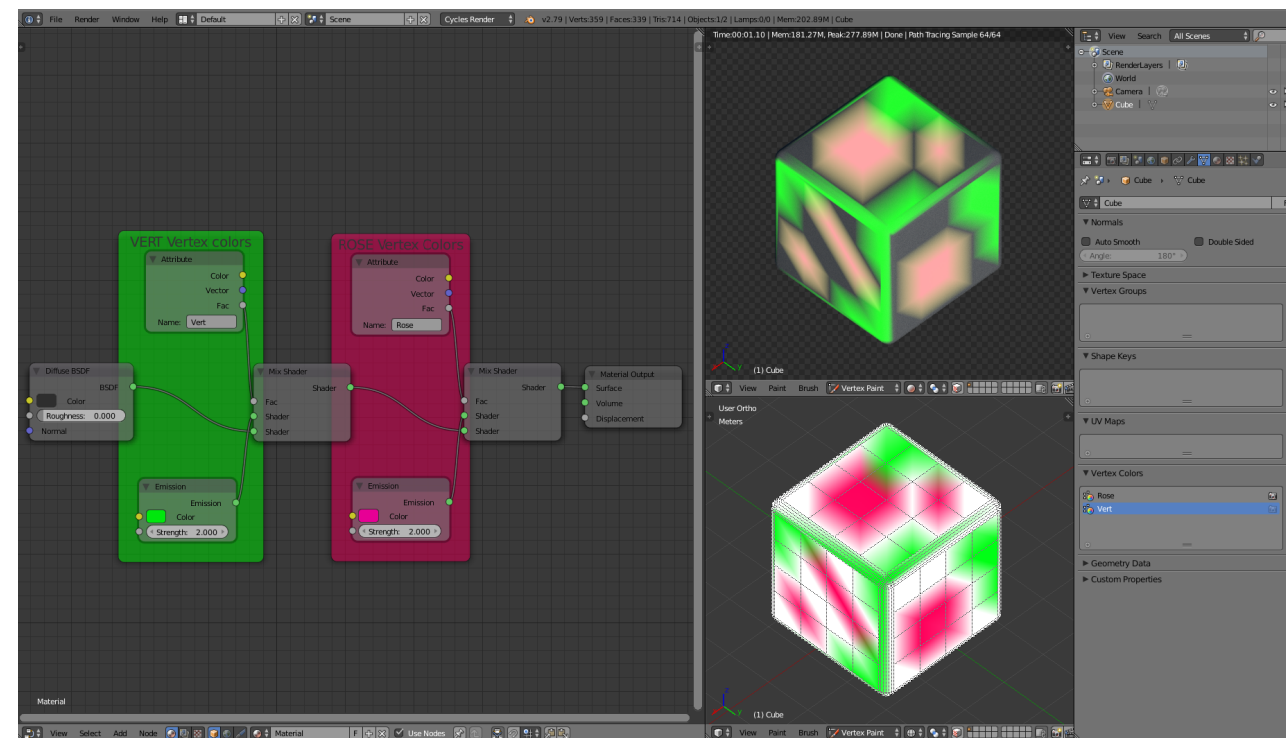 File Render Window Help Default Scene Cycles Render v2.79 | Verts:359 | Faces:339 | Tris:714 | Objects:1/2 | Lamps:0/0 | Mem:202.89M | Cube
VERT Vertex colors
Attribute
Color
Vector
Fac
Name: Vert
ROSE Vertex Colors
Attribute
Color
Vector
Fac
Name: Rose
Diffuse BSDF
BSDF
Color
Roughness: 0.000
Normal
Mix Shader
Shader
Fac
Shader
Shader
Mix Shader
Shader
Fac
Shader
Shader
Material Output
Surface
Volume
Displacement
Emission
Emission
Color
Strength: 2.000
Emission
Emission
Color
Strength: 2.000
Material
View Select Add Node Material F Use Nodes
Time:00:01.10 | Mem:181.27M, Peak:277.89M | Done | Path Tracing Sample 64/64
z
y
(1) Cube
View Paint Brush Vertex Paint
User Ortho
Meters
z
y
(1) Cube
View Paint Brush Vertex Paint
View Search All Scenes
Scene
RenderLayers |
World
Camera |
Cube |
Cube Cube
Cube F
Normals
Auto Smooth Double Sided
Angle: 180°
Texture Space
Vertex Groups
Shape Keys
UV Maps
Vertex Colors
Rose
Vert
Geometry Data
Custom Properties